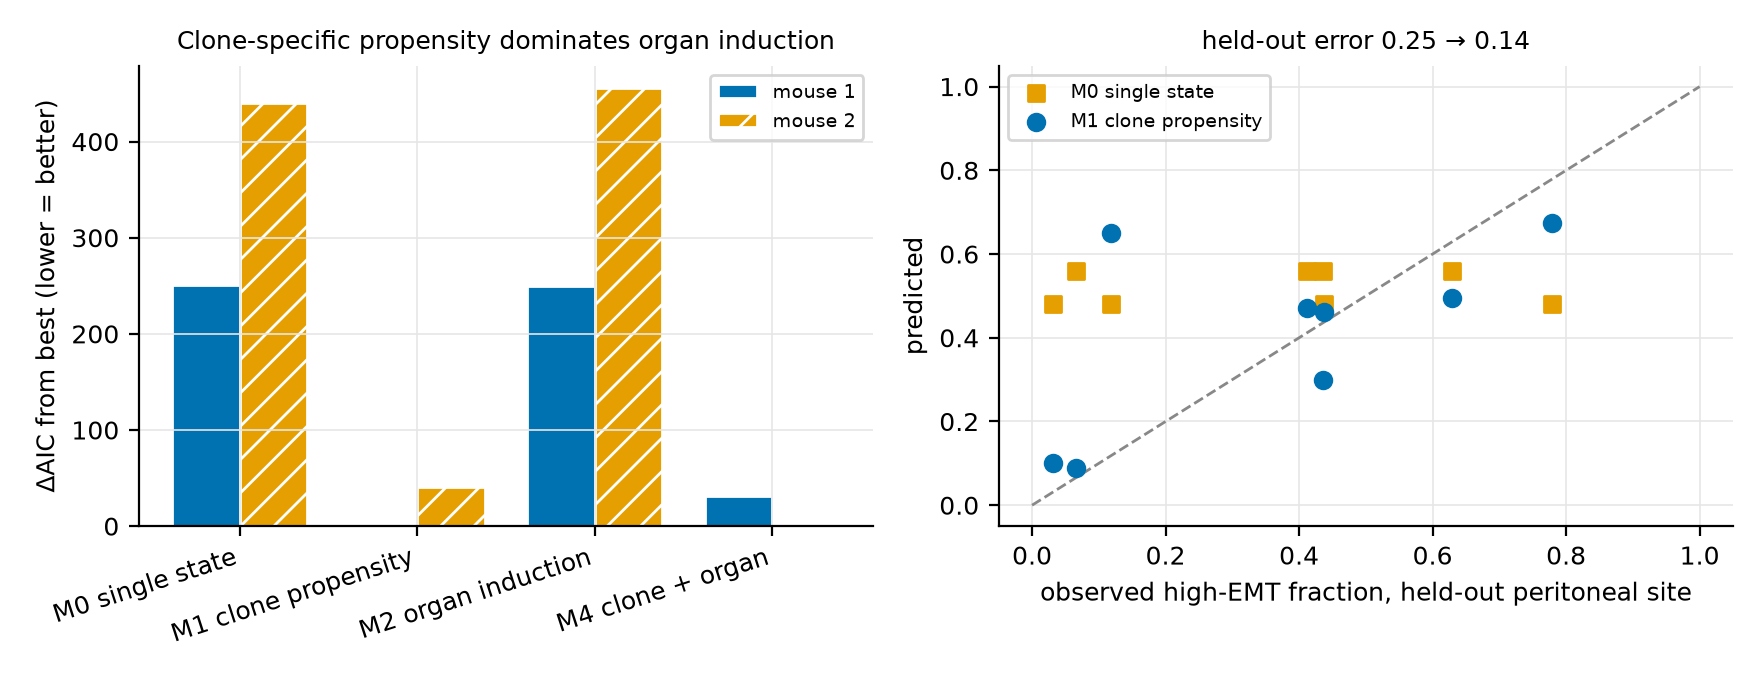 Clone-specific propensity dominates organ induction
ΔAIC from best (lower = better)
400
300
200
100
0
mouse 1
mouse 2
M0 single state
M1 clone propensity
M2 organ induction
M4 clone + organ
held-out error 0.25 → 0.14
predicted
1.0
0.8
0.6
0.4
0.2
0.0
M0 single state
M1 clone propensity
0.0 0.2 0.4 0.6 0.8 1.0
observed high-EMT fraction, held-out peritoneal site